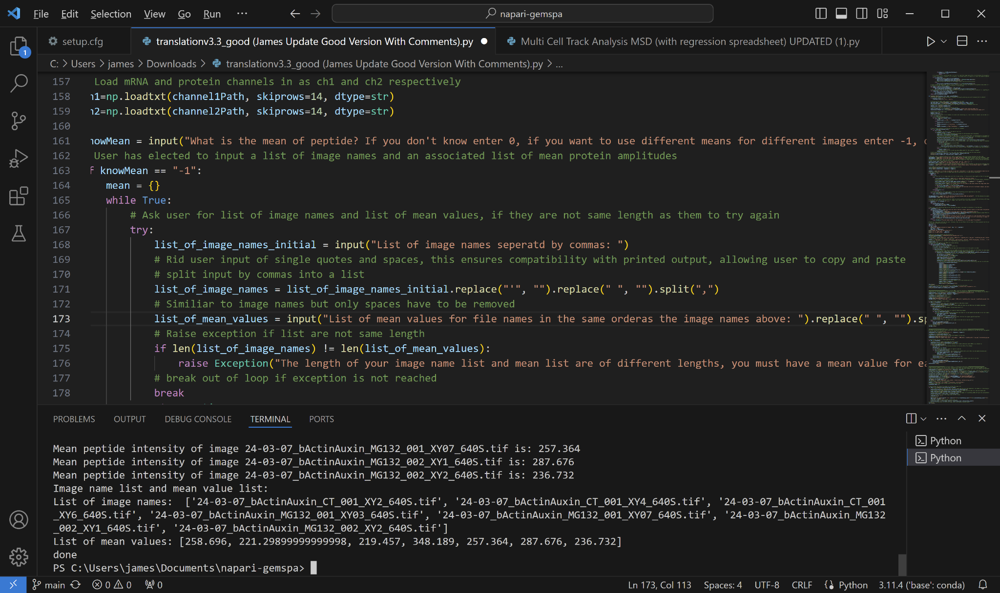 File Edit Selection View Go Run ··· napari-gemspa
setup.cfg translationv3.3_good (James Update Good Version With Comments).py Multi Cell Track Analysis MSD (with regression spreadsheet) UPDATED (1).py
C: > Users > james > Downloads > translationv3.3_good (James Update Good Version With Comments).py > ...
1
157 Load mRNA and protein channels in as ch1 and ch2 respectively
158 n1=np.loadtxt(channel1Path, skiprows=14, dtype=str)
159 n2=np.loadtxt(channel2Path, skiprows=14, dtype=str)
160
161 nowMean = input("What is the mean of peptide? If you don't know enter 0, if you want to use different means for different images enter -1,
162 User has elected to input a list of image names and an associated list of mean protein amplitudes
163 f knowMean == "-1":
164 mean = {}
165 while True:
166 # Ask user for list of image names and list of mean values, if they are not same length as them to try again
167 try:
168 list_of_image_names_initial = input("List of image names seperatd by commas: ")
169 # Rid user input of single quotes and spaces, this ensures compatibility with printed output, allowing user to copy and paste
170 # split input by commas into a list
171 list_of_image_names = list_of_image_names_initial.replace("'", "").replace(" ", "").split(",")
172 # Similiar to image names but only spaces have to be removed
173 list_of_mean_values = input("List of mean values for file names in the same orderas the image names above: ").replace(" ", "").sp
174 # Raise exception if list are not same length
175 if len(list_of_image_names) != len(list_of_mean_values):
176 raise Exception("The length of your image name list and mean list are of different lengths, you must have a mean value for ea
177 # break out of loop if exception is not reached
178 break
PROBLEMS OUTPUT DEBUG CONSOLE TERMINAL PORTS
Mean peptide intensity of image 24-03-07_bActinAuxin_MG132_001_XY07_640S.tif is: 257.364
Mean peptide intensity of image 24-03-07_bActinAuxin_MG132_002_XY1_640S.tif is: 287.676
Mean peptide intensity of image 24-03-07_bActinAuxin_MG132_002_XY2_640S.tif is: 236.732
Image name list and mean value list:
List of image names:  ['24-03-07_bActinAuxin_CT_001_XY2_640S.tif', '24-03-07_bActinAuxin_CT_001_XY4_640S.tif', '24-03-07_bActinAuxin_CT_001
_XY6_640S.tif', '24-03-07_bActinAuxin_MG132_001_XY03_640S.tif', '24-03-07_bActinAuxin_MG132_001_XY07_640S.tif', '24-03-07_bActinAuxin_MG132
_002_XY1_640S.tif', '24-03-07_bActinAuxin_MG132_002_XY2_640S.tif']
List of mean values: [258.696, 221.29899999999998, 219.457, 348.189, 257.364, 287.676, 236.732]
done
PS C:\Users\james\Documents\napari-gemspa>
Python
Python
main 0 0 0 Ln 173, Col 113 Spaces: 4 UTF-8 CRLF Python 3.11.4 ('base': conda)